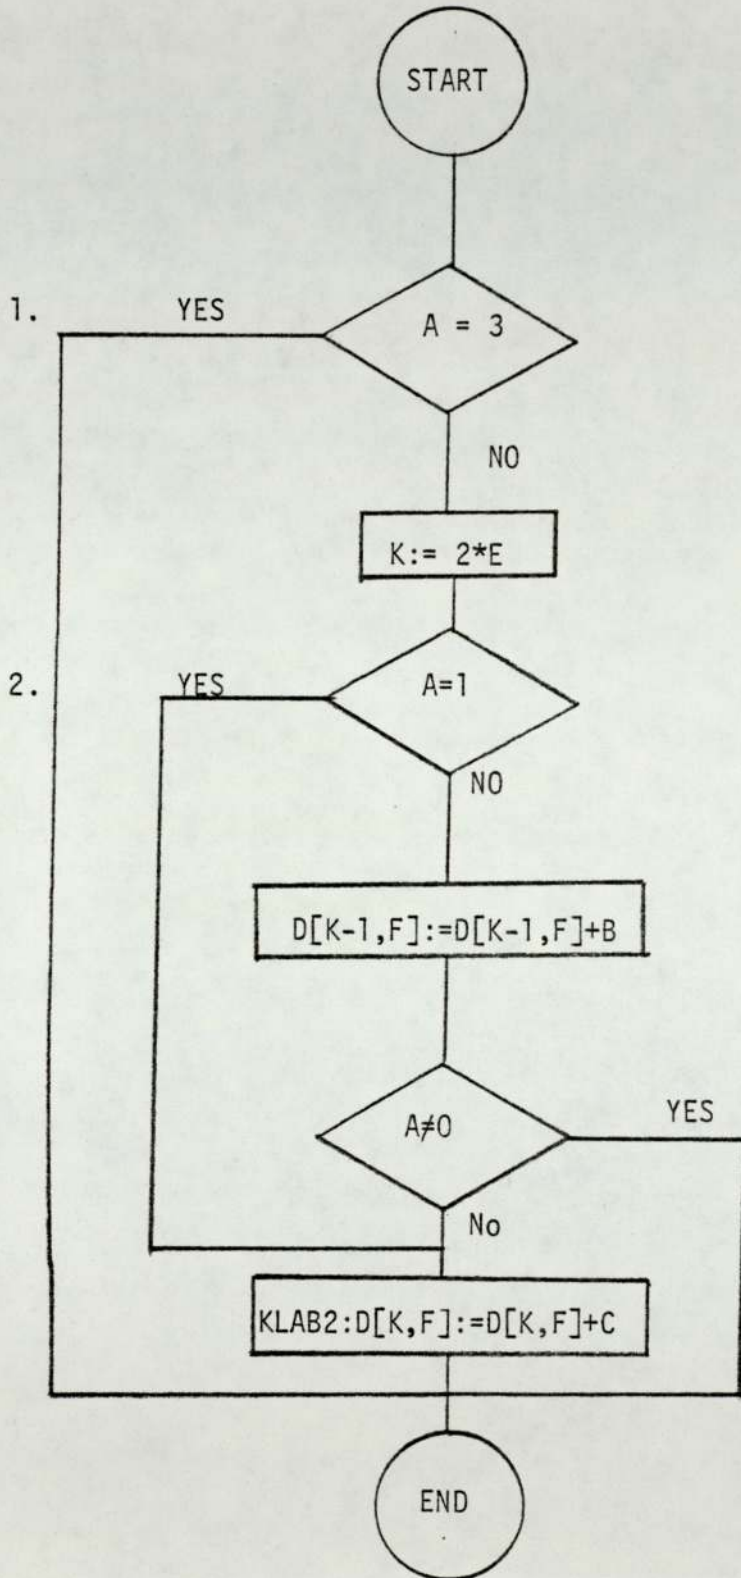 START
1.
YES
A = 3
NO
K:= 2*E
2.
YES
A=1
NO
D[K-1,F]:=D[K-1,F]+B
A≠0
YES
No
KLAB2:D[K,F]:=D[K,F]+C
END